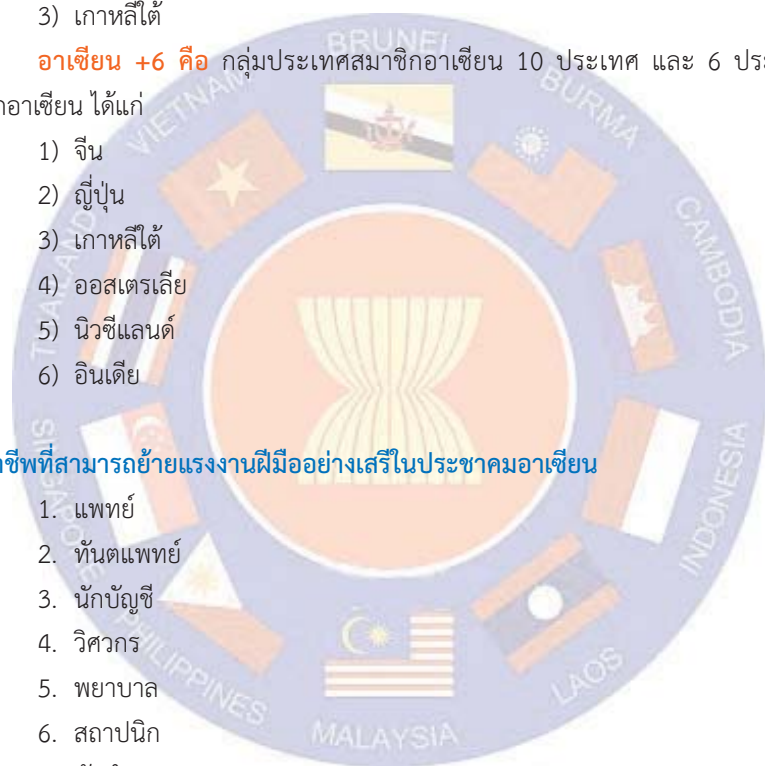 3) เกาหลีใต้
อาเซียน +6 คือ กลุ่มประเทศสมาชิกอาเซียน 10 ประเทศ และ 6 ประ
อาเซียน ได้แก่
1) จีน
2) ญี่ปุ่น
3) เกาหลีใต้
4) ออสเตรเลีย
5) นิวซีแลนด์
6) อินเดีย
ชีพที่สามารถย้ายแรงงานฝีมืออย่างเสรีในประชาคมอาเซียน
1. แพทย์
2. ทันตแพทย์
3. นักบัญชี
4. วิศวกร
5. พยาบาล
6. สถาปนิก
BRUNEI
BURMA
CAMBODIA
INDONESIA
LAOS
MALAYSIA
PHILIPPINES
SINGAPORE
THAILAND
VIETNAM